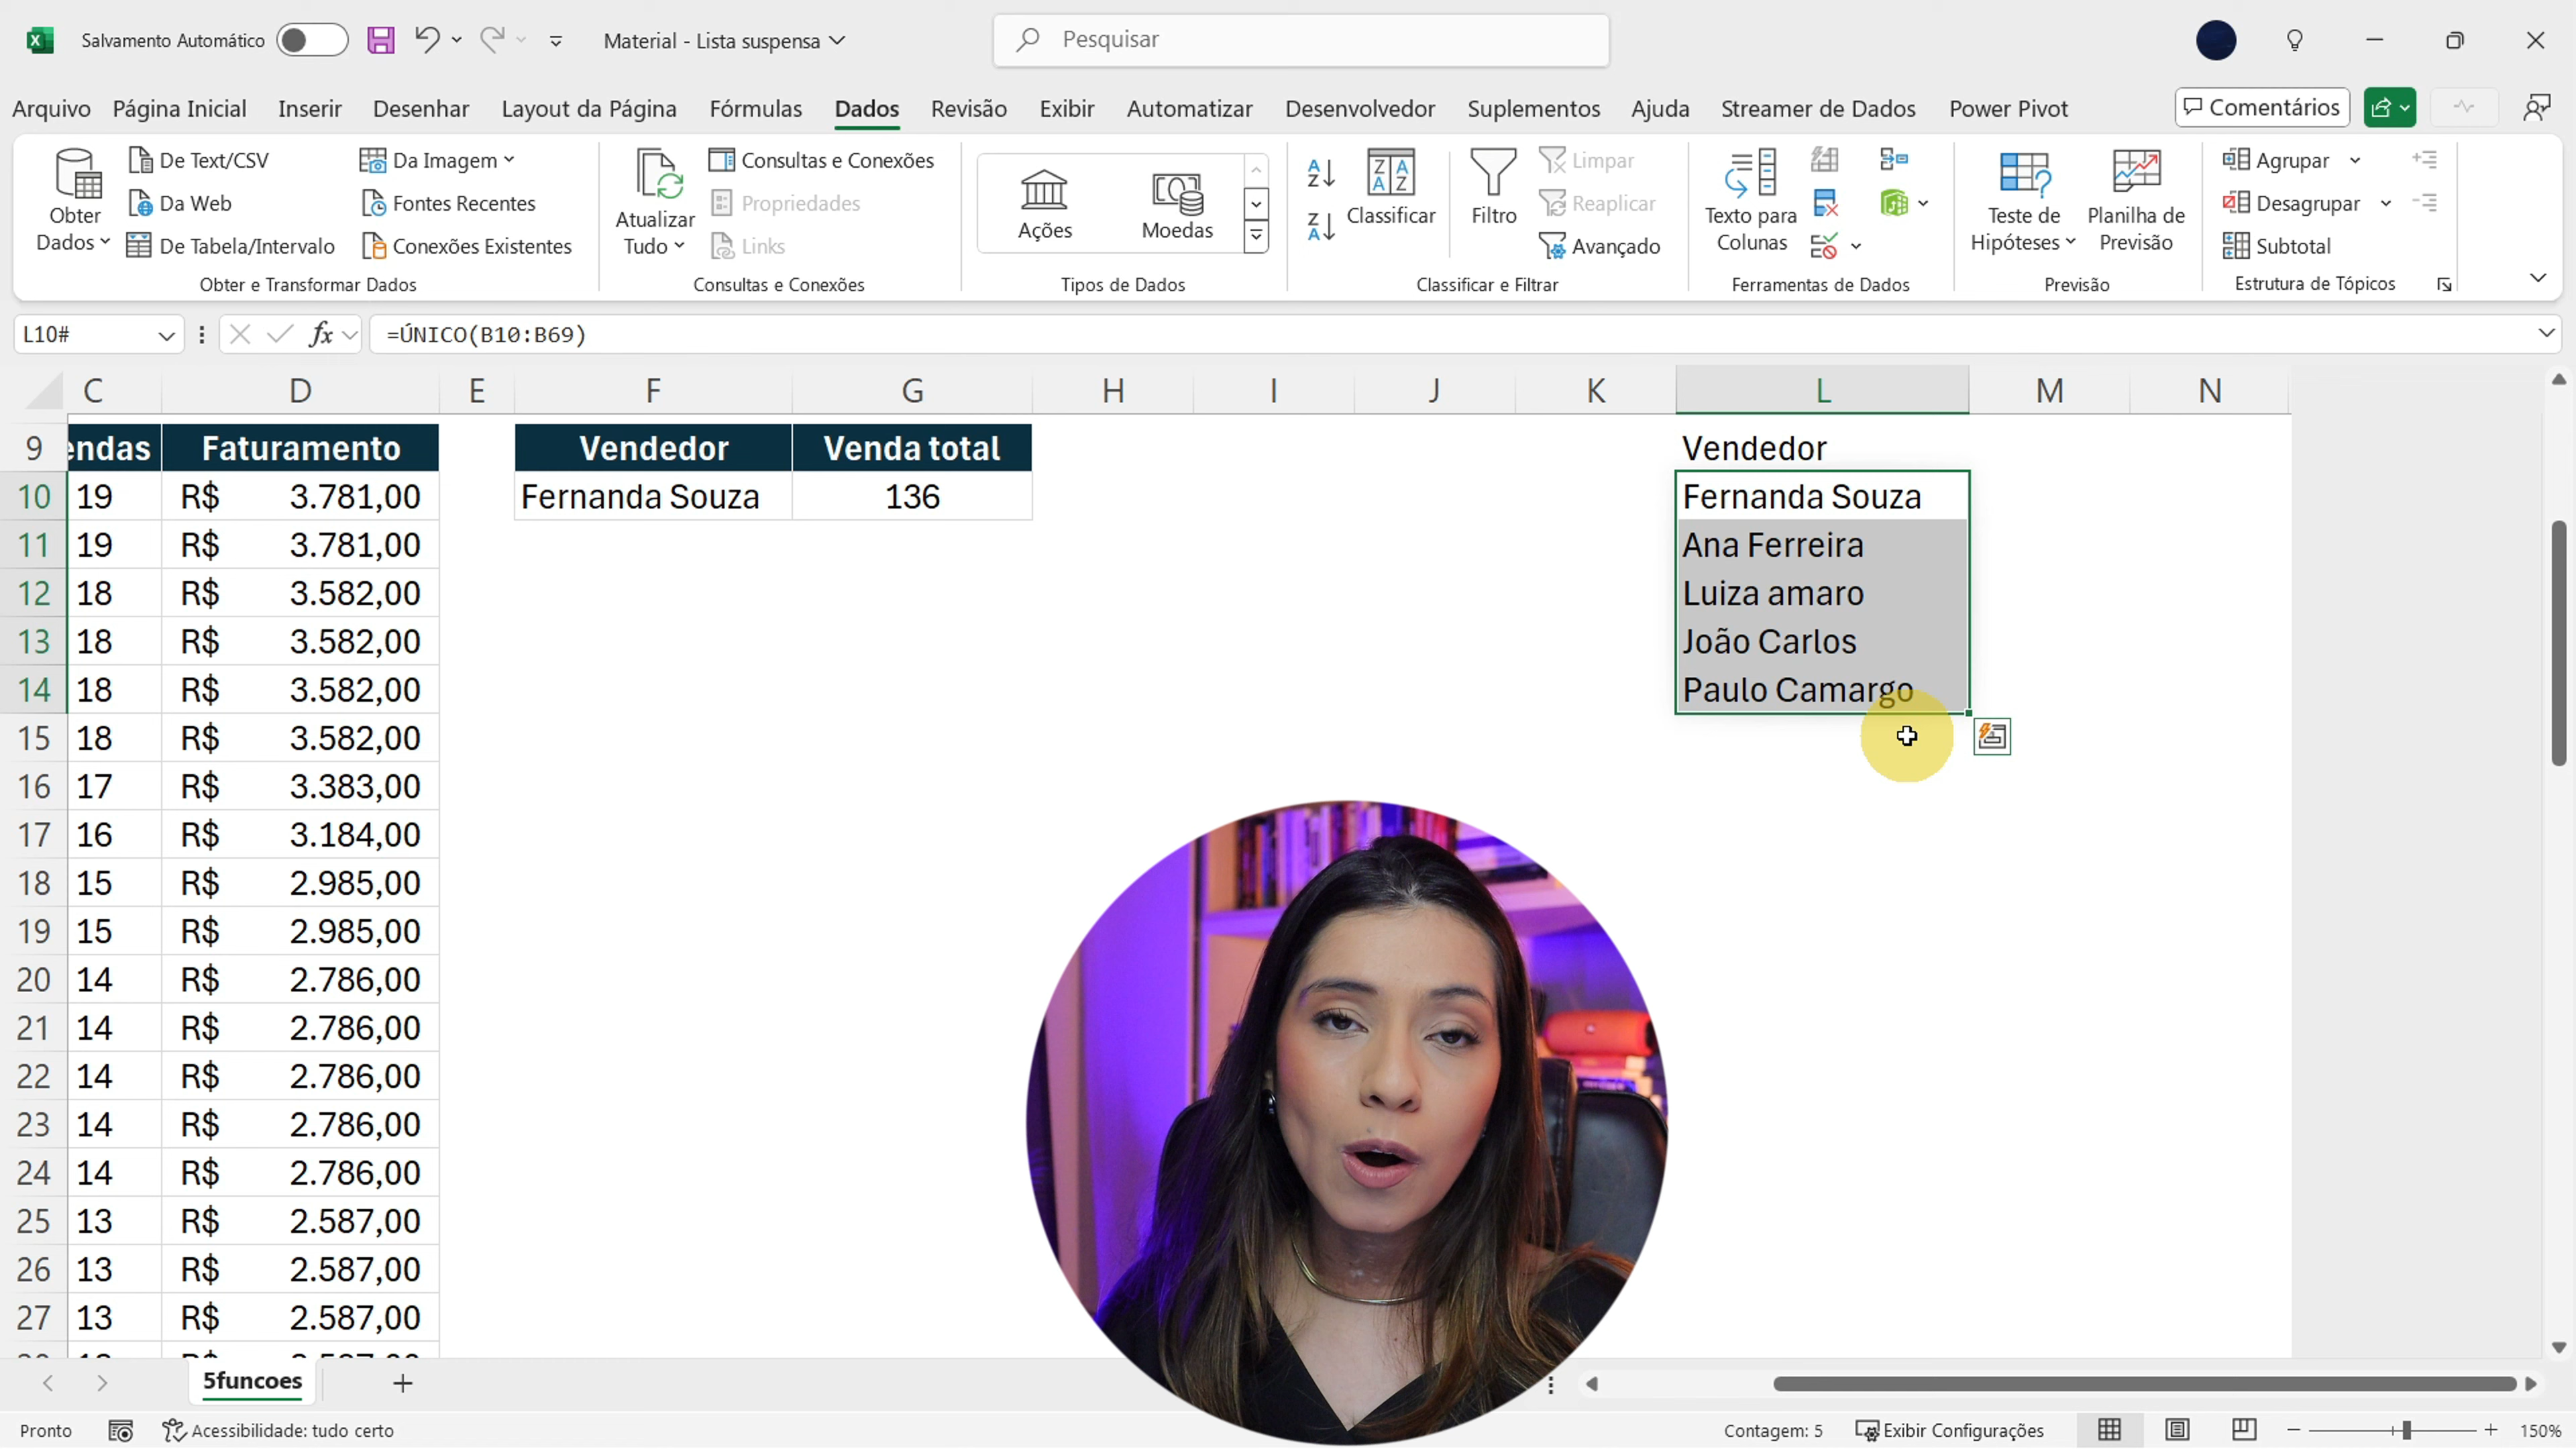 Salvamento Automático
Material - Lista suspensa
Pesquisar
Arquivo Página Inicial Inserir Desenhar Layout da Página Fórmulas Dados Revisão Exibir Automatizar Desenvolvedor Suplementos Ajuda Streamer de Dados Power Pivot Comentários
Obter Dados
De Text/CSV
Da Web
De Tabela/Intervalo
Da Imagem
Fontes Recentes
Conexões Existentes
Obter e Transformar Dados
Atualizar Tudo
Consultas e Conexões
Propriedades
Links
Consultas e Conexões
Ações
Moedas
Tipos de Dados
Classificar
Filtro
Limpar
Reaplicar
Avançado
Classificar e Filtrar
Texto para Colunas
Ferramentas de Dados
Teste de Hipóteses
Planilha de Previsão
Previsão
Agrupar
Desagrupar
Subtotal
Estrutura de Tópicos
L10# fx =ÚNICO(B10:B69)
C D E F G H I J K L M N
9 endas Faturamento Vendedor Venda total Vendedor
10 19 R$ 3.781,00 Fernanda Souza 136 Fernanda Souza
11 19 R$ 3.781,00 Ana Ferreira
12 18 R$ 3.582,00 Luiza amaro
13 18 R$ 3.582,00 João Carlos
14 18 R$ 3.582,00 Paulo Camargo
15 18 R$ 3.582,00
16 17 R$ 3.383,00
17 16 R$ 3.184,00
18 15 R$ 2.985,00
19 15 R$ 2.985,00
20 14 R$ 2.786,00
21 14 R$ 2.786,00
22 14 R$ 2.786,00
23 14 R$ 2.786,00
24 14 R$ 2.786,00
25 13 R$ 2.587,00
26 13 R$ 2.587,00
27 13 R$ 2.587,00
5funcoes
Pronto Acessibilidade: tudo certo Contagem: 5 Exibir Configurações 150%